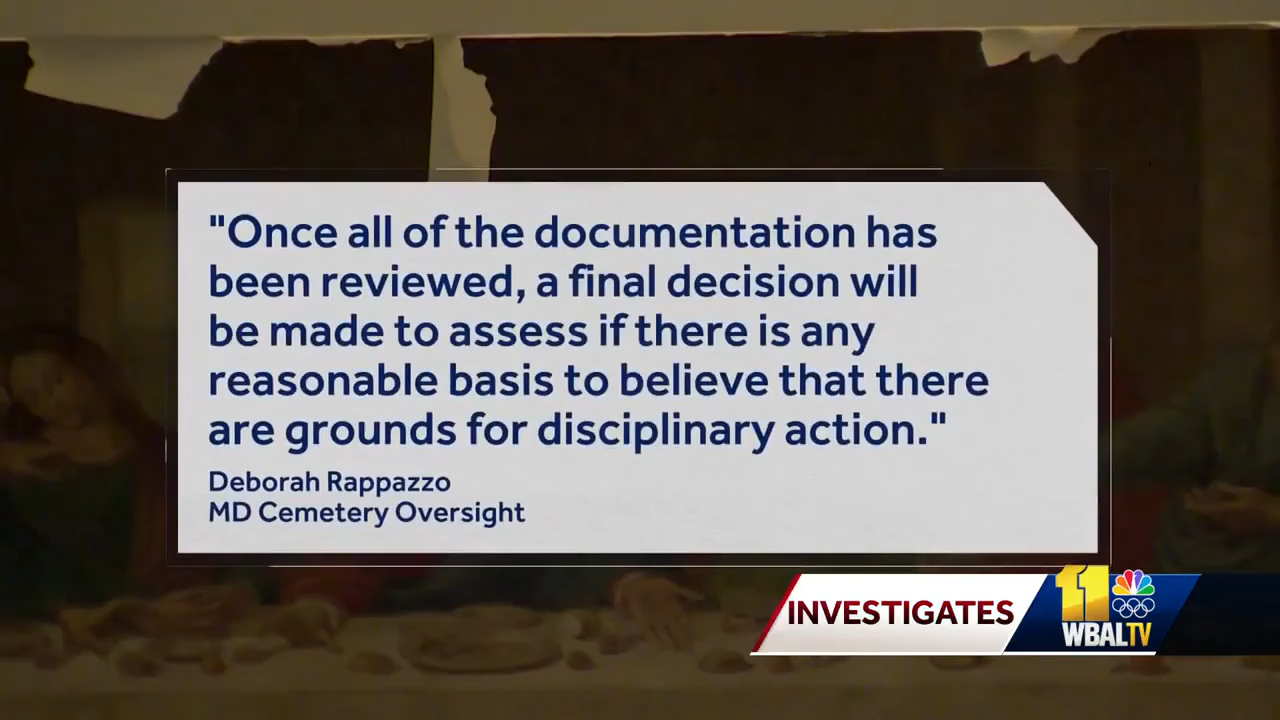 "Once all of the documentation has
been reviewed, a final decision will
be made to assess if there is any
reasonable basis to believe that there
are grounds for disciplinary action."
Deborah Rappazzo
MD Cemetery Oversight
INVESTIGATES
11
WBALTV